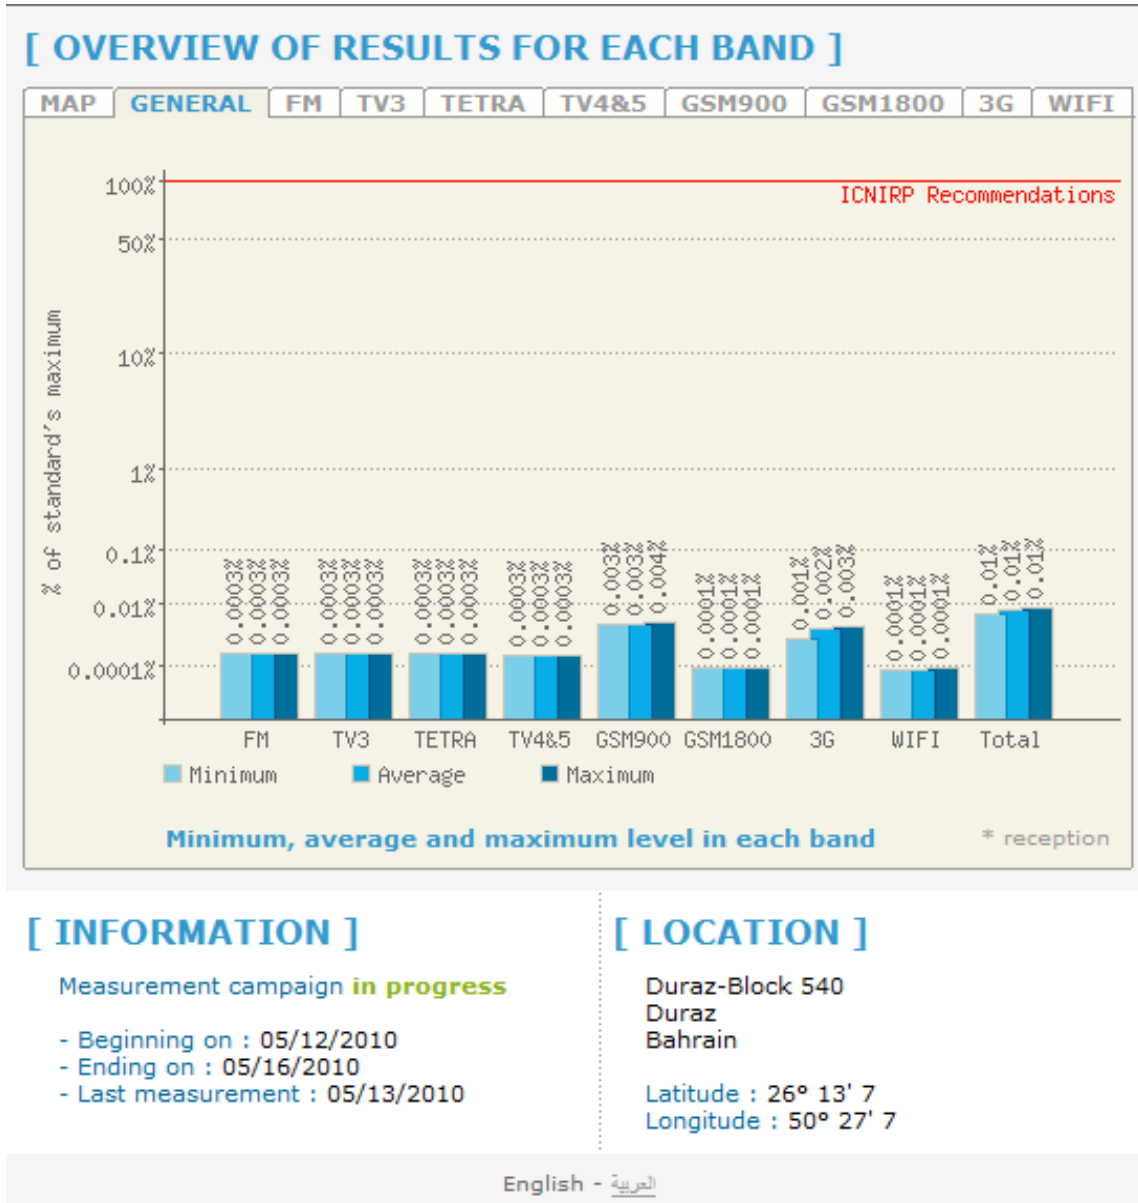 [ OVERVIEW OF RESULTS FOR EACH BAND ]
MAP GENERAL FM TV3 TETRA TV4&5 GSM900 GSM1800 3G WIFI
100%
ICNIRP Recommendations
50%
10%
1%
0.1%
0.01%
0.0001%
% of standard's maximum
0.0003% 0.0003% 0.0003%
0.0003% 0.0003% 0.0003%
0.0003% 0.0003% 0.0003%
0.0003% 0.0003% 0.0003%
0.003% 0.003% 0.004%
0.0001% 0.0001% 0.0001%
0.001% 0.002% 0.003%
0.0001% 0.0001% 0.0001%
0.01% 0.01% 0.01%
FM TV3 TETRA TV4&5 GSM900 GSM1800 3G WIFI Total
Minimum Average Maximum
Minimum, average and maximum level in each band * reception
[ INFORMATION ]
Measurement campaign in progress
- Beginning on : 05/12/2010
- Ending on : 05/16/2010
- Last measurement : 05/13/2010
[ LOCATION ]
Duraz-Block 540
Duraz
Bahrain
Latitude : 26º 13' 7
Longitude : 50º 27' 7
English - العربية